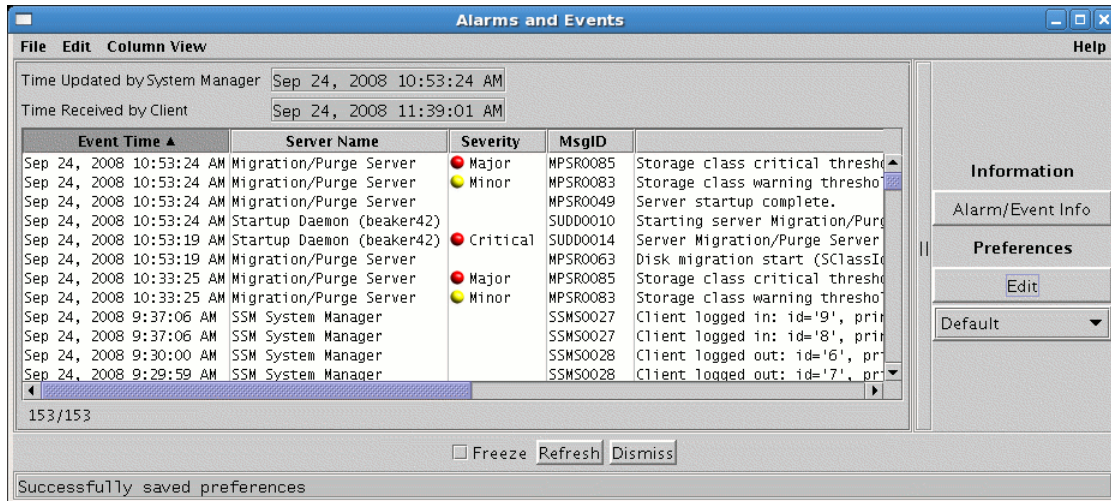 Alarms and Events
File Edit Column View Help
Time Updated by System Manager Sep 24, 2008 10:53:24 AM
Time Received by Client Sep 24, 2008 11:39:01 AM
Event Time ▲ Server Name Severity MsgID
Sep 24, 2008 10:53:24 AM Migration/Purge Server Major MPSR0085 Storage class critical
Sep 24, 2008 10:53:24 AM Migration/Purge Server Minor MPSR0083 Storage class warning
Sep 24, 2008 10:53:24 AM Migration/Purge Server MPSR0049 Server startup complete.
Sep 24, 2008 10:53:24 AM Startup Daemon (beaker42) SUDD0010 Starting server
Sep 24, 2008 10:53:19 AM Startup Daemon (beaker42) Critical SUDD0014 Server Migration/Purge Server
Sep 24, 2008 10:53:19 AM Migration/Purge Server MPSR0063 Disk migration start
Sep 24, 2008 10:33:25 AM Migration/Purge Server Major MPSR0085 Storage class critical
Sep 24, 2008 10:33:25 AM Migration/Purge Server Minor MPSR0083 Storage class warning
Sep 24, 2008 9:37:06 AM SSM System Manager SSMS0027 Client logged in: id='9',
Sep 24, 2008 9:37:06 AM SSM System Manager SSMS0027 Client logged in: id='8',
Sep 24, 2008 9:30:00 AM SSM System Manager SSMS0028 Client logged out: id='6',
Sep 24, 2008 9:29:59 AM SSM System Manager SSMS0028 Client logged out: id='7',
153/153
Information
Alarm/Event Info
Preferences
Edit
Default
Freeze Refresh Dismiss
Successfully saved preferences